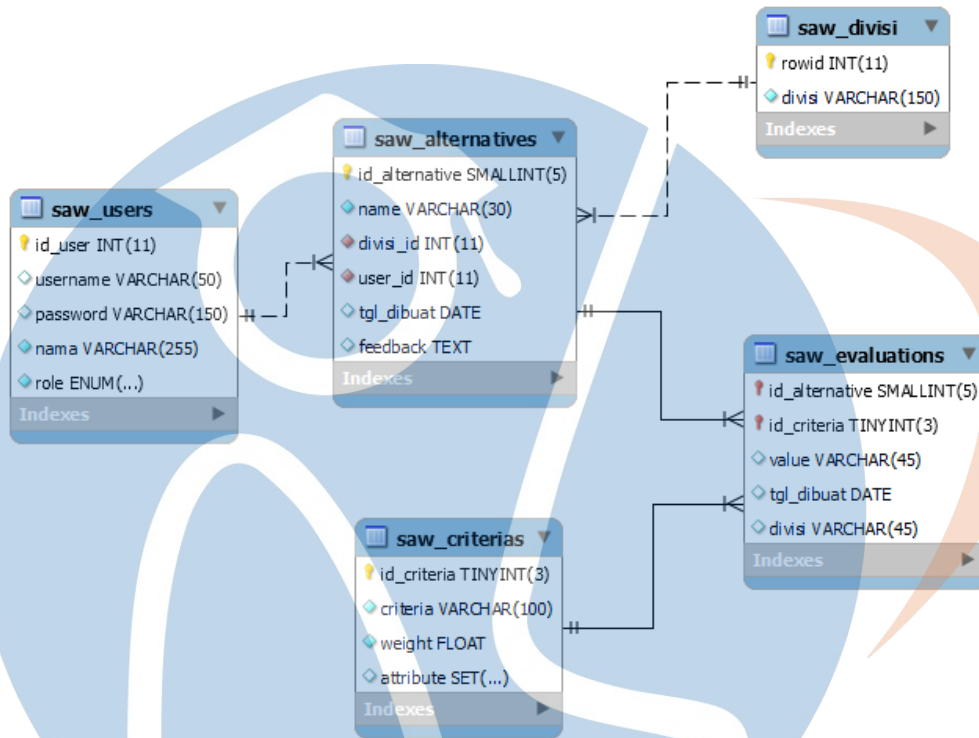 saw_divisi
rowid INT(11)
divisi VARCHAR(150)
Indexes
saw_alternatives
id_alternative SMALLINT(5)
name VARCHAR(30)
divisi_id INT(11)
user_id INT(11)
tgl_dibuat DATE
feedback TEXT
Indexes
saw_users
id_user INT(11)
username VARCHAR(50)
password VARCHAR(150)
nama VARCHAR(255)
role ENUM(...)
Indexes
saw_evaluations
id_alternative SMALLINT(5)
id_criteria TINYINT(3)
value VARCHAR(45)
tgl_dibuat DATE
divisi VARCHAR(45)
Indexes
saw_criterias
id_criteria TINYINT(3)
criteria VARCHAR(100)
weight FLOAT
attribute SET(...)
Indexes